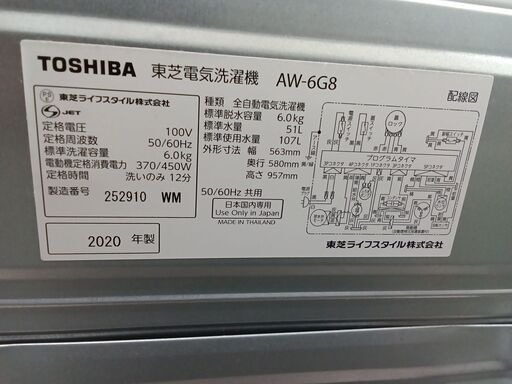 TOSHIBA 東芝電気洗濯機 AW-6G8
PS E 東芝ライフスタイル株式会社
JET
定格電圧 100V
定格周波数 50/60Hz
標準洗濯容量 6.0kg
電動機定格消費電力 370/450W
定格時間 洗いのみ 12分
製造番号 252910 WM
2020 年製
種類 全自動電気洗濯機
標準脱水容量 6.0kg
標準水量 51L
標準使用水量 107L
外形寸法 幅 563mm
奥行 580mm
高さ 957mm
50/60Hz 共用
日本国内専用
Use Only in Japan
MADE IN THAILAND
配線図
蓋ロック
プログラムタイマ
東芝ライフスタイル株式会社